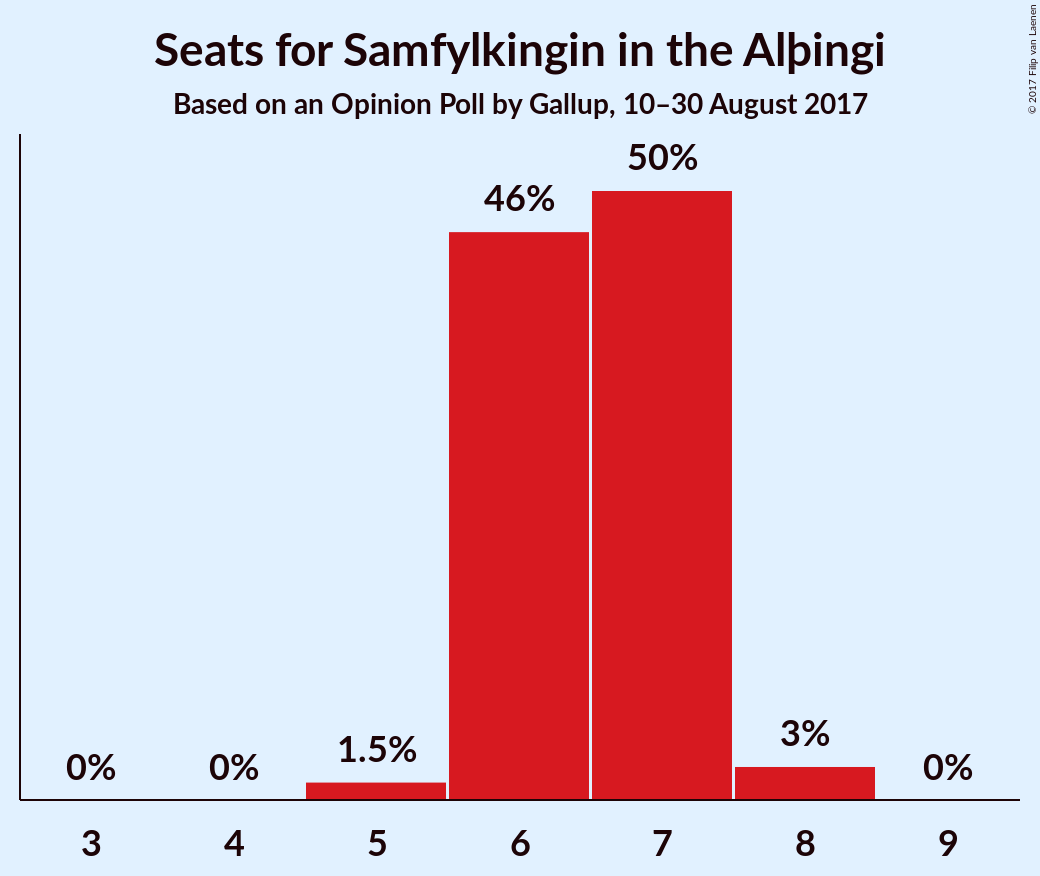 Seats for Samfylkingin in the Alþingi
Based on an Opinion Poll by Gallup, 10–30 August 2017
© 2017 Filip van Laenen
0% 0% 1.5% 46% 50% 3% 0%
3 4 5 6 7 8 9